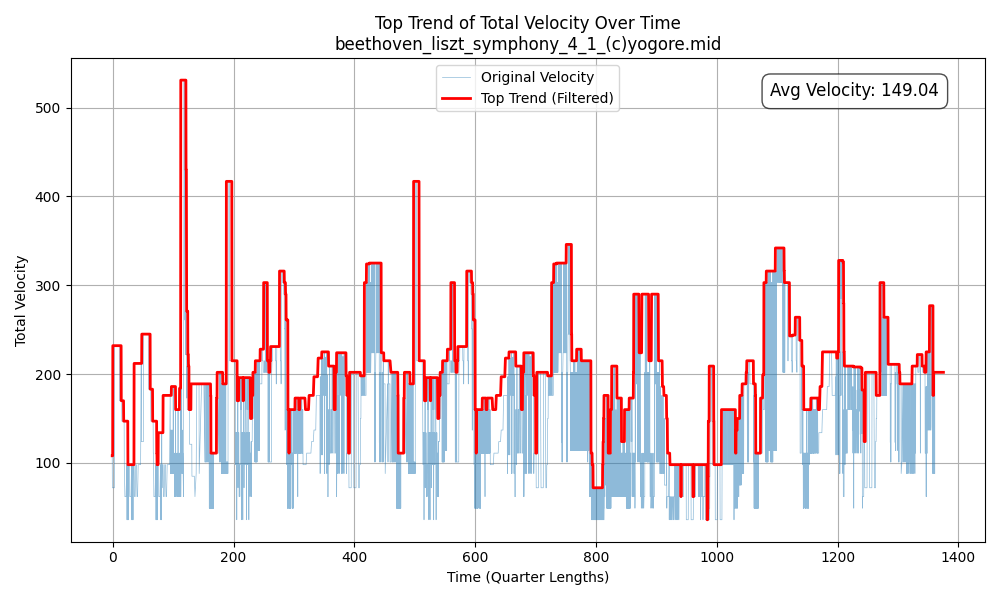 Top Trend of Total Velocity Over Time
beethoven_liszt_symphony_4_1_(c)yogore.mid
Original Velocity
Top Trend (Filtered)
Avg Velocity: 149.04
Total Velocity
500
400
300
200
100
0
200
400
600
800
1000
1200
1400
Time (Quarter Lengths)